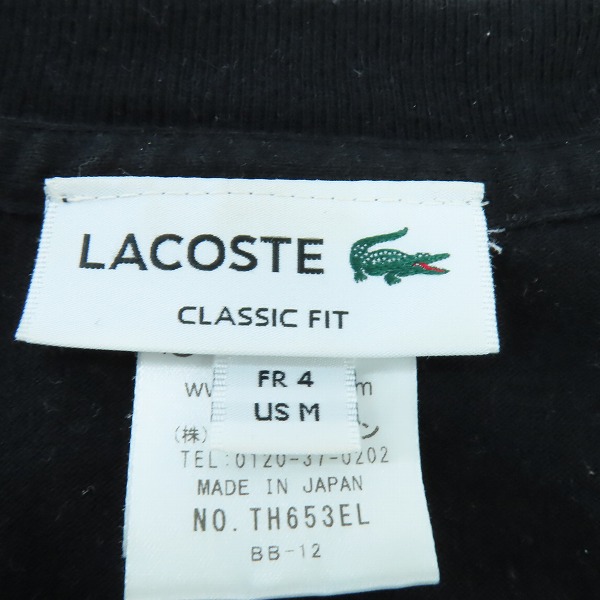 LACOSTE
CLASSIC FIT
FR 4
US M
(株)
TEL:0120-37-0202
MADE IN JAPAN
NO. TH653EL
BB-12